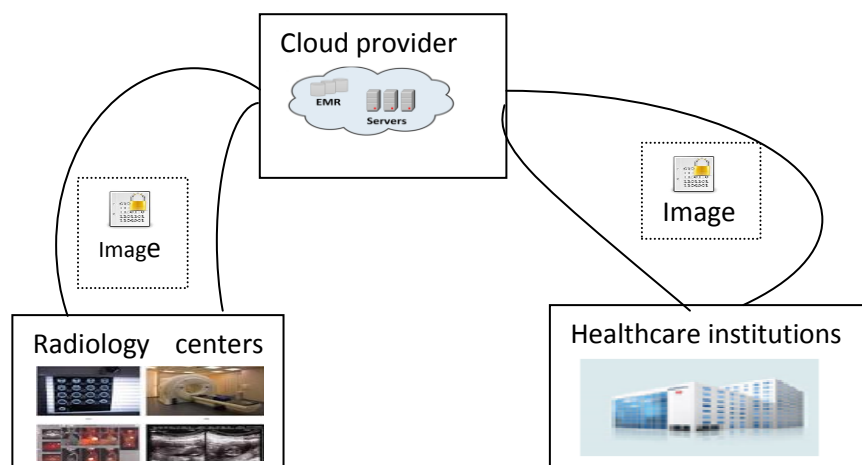 Cloud provider
EMR
Servers
Image
Image
Radiology centers
Healthcare institutions